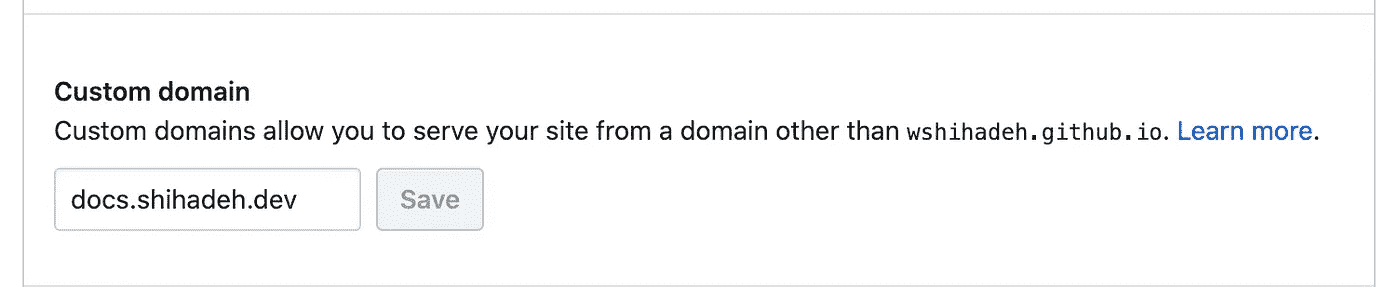 Custom domain
Custom domains allow you to serve your site from a domain other than wshihadeh.github.io. Learn more.
docs.shihadeh.dev Save